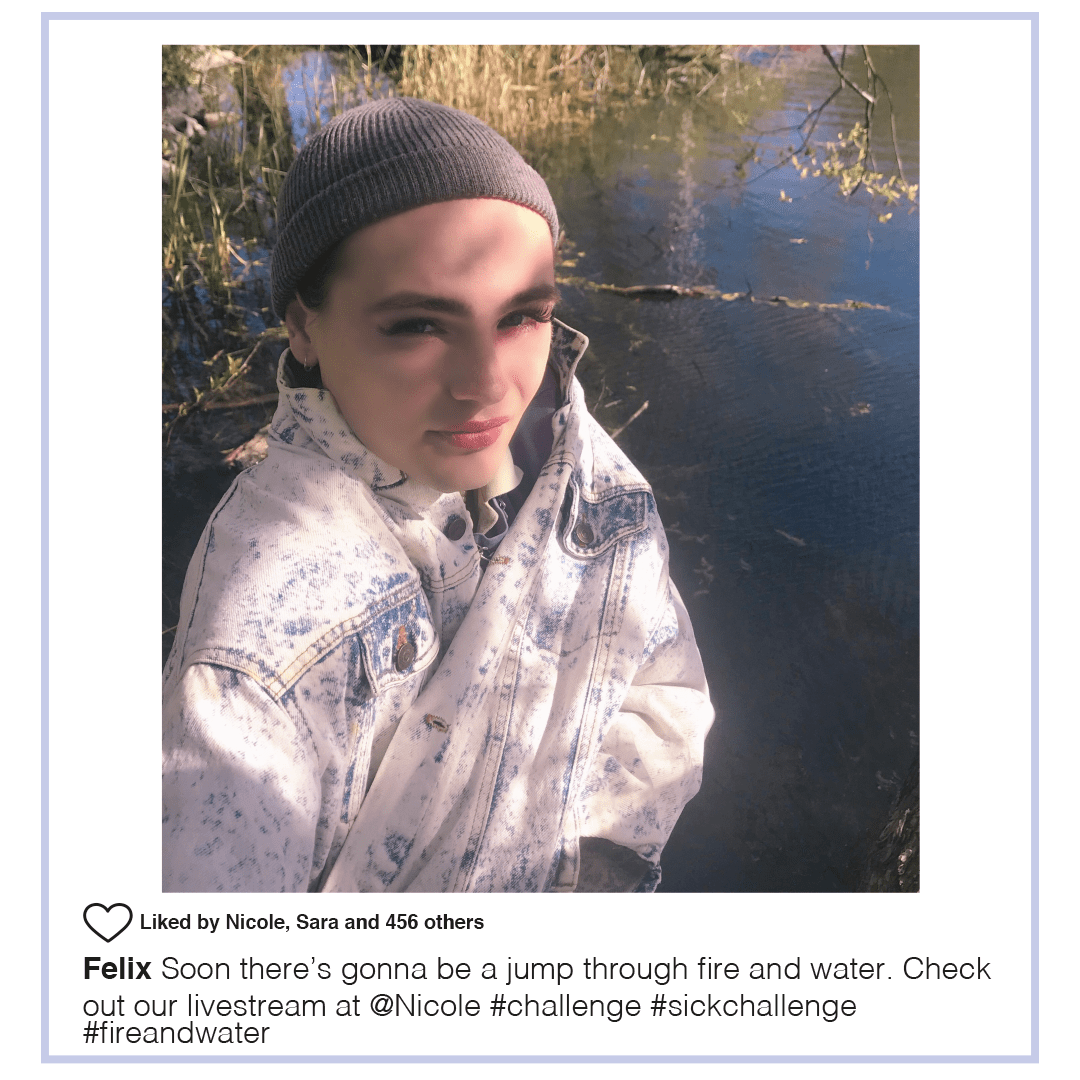 Liked by Nicole, Sara and 456 others
Felix Soon there’s gonna be a jump through fire and water. Check
out our livestream at @Nicole #challenge #sickchallenge
#fireandwater